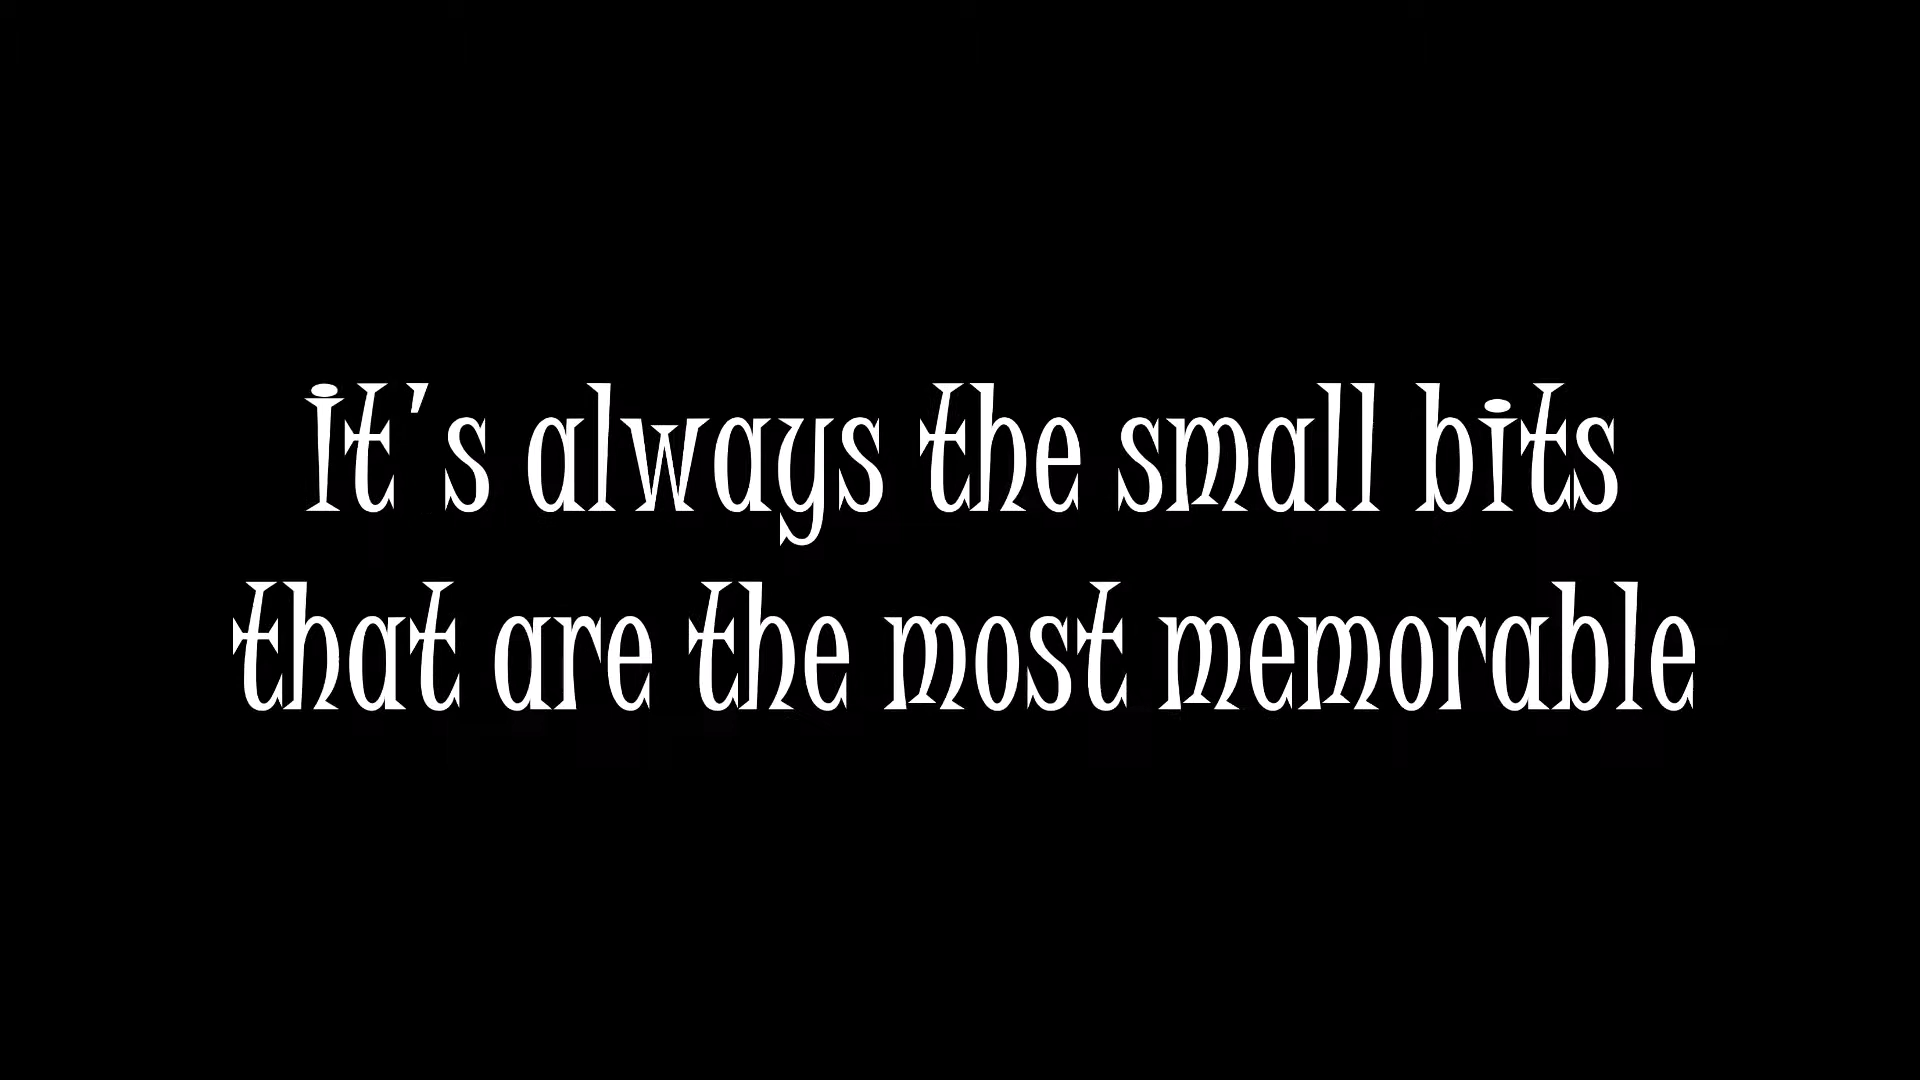 It's always the small bits
that are the most memorable